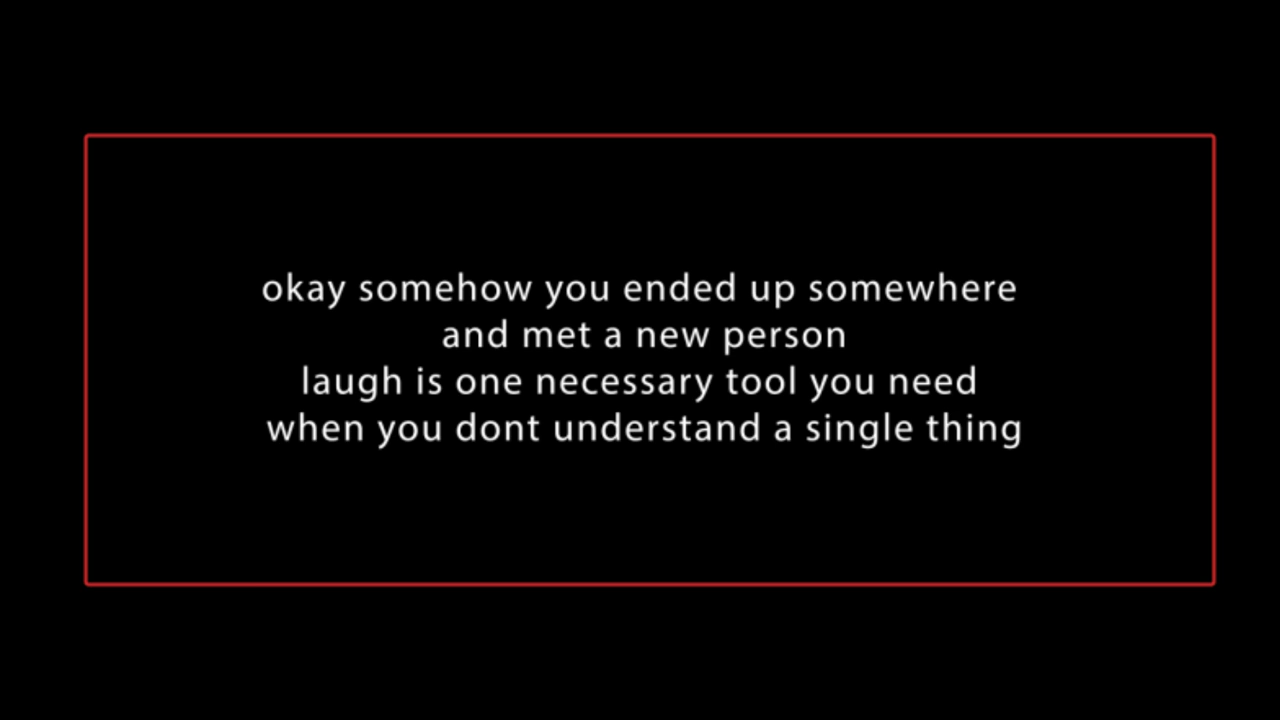 okay somehow you ended up somewhere
and met a new person
laugh is one necessary tool you need
when you dont understand a single thing